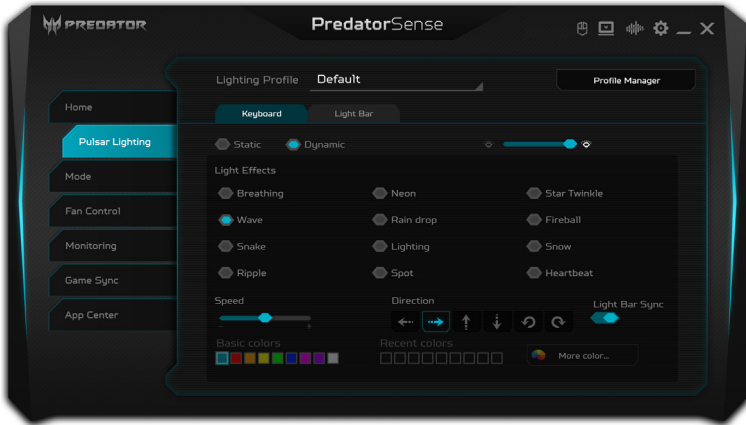 PREDATOR
PredatorSense
Lighting Profile Default
Profile Manager
Home
Pulsar Lighting
Mode
Fan Control
Monitoring
Game Sync
App Center
Keyboard Light Bar
Static Dynamic
Light Effects
Breathing Neon Star Twinkle
Wave Rain drop Fireball
Snake Lighting Snow
Ripple Spot Heartbeat
Speed Direction Light Bar Sync
- +
Basic colors Recent colors
More color...